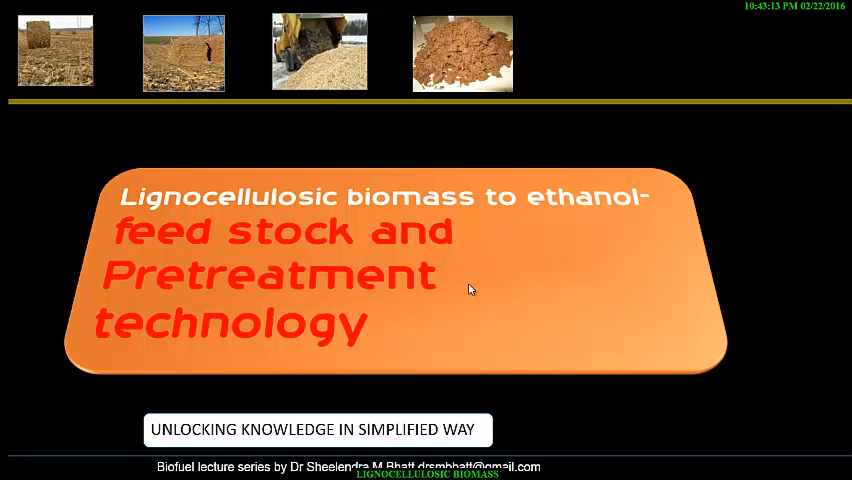 10:43:13 PM 02/22/2016
Lignocellulosic biomass to ethanol-
feed stock and
Pretreatment
technology
UNLOCKING KNOWLEDGE IN SIMPLIFIED WAY
Biofuel lecture series by Dr Sheelendra M Bhatt drsmbhatt@gmail.com
LIGNOCELLULOSIC BIOMASS